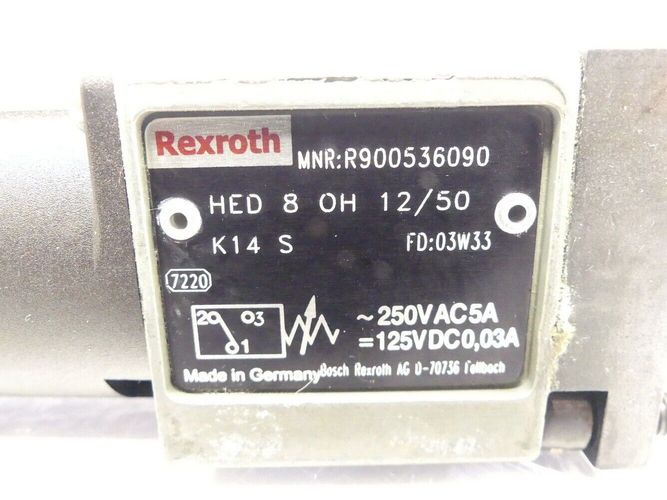 Rexroth MNR:R900536090
HED 8 OH 12/50
K14 S FD:03W33
7220
2 3 ~250VAC5A
1 =125VDC0,03A
Made in Germany Bosch Rexroth AG D-70736 Fellbach